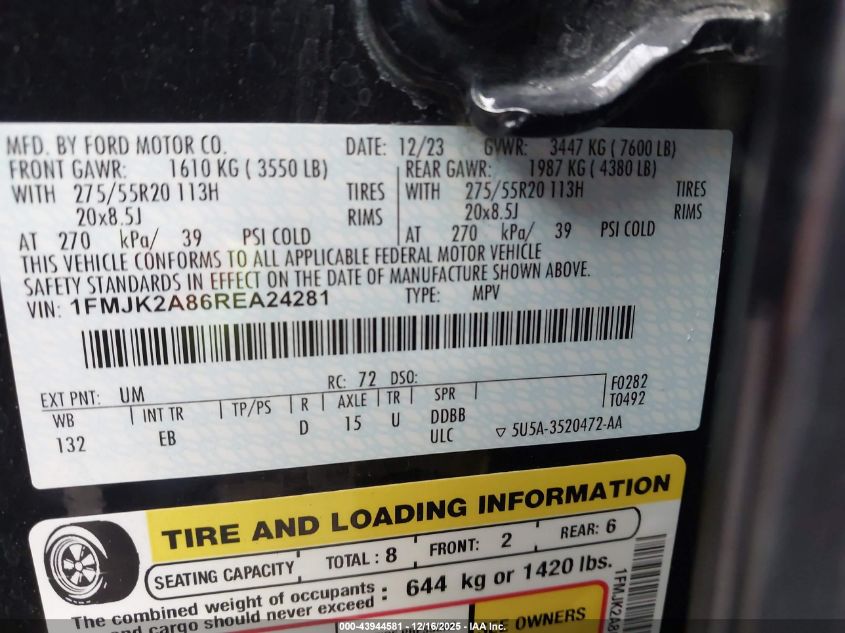 MFD. BY FORD MOTOR CO. DATE: 12/23 GVWR: 3447 KG ( 7600 LB)
FRONT GAWR: 1610 KG ( 3550 LB) REAR GAWR: 1987 KG ( 4380 LB)
WITH 275/55R20 113H TIRES WITH 275/55R20 113H TIRES
20x8.5J RIMS 20x8.5J RIMS
AT 270 kPa/ 39 PSI COLD AT 270 kPa/ 39 PSI COLD
THIS VEHICLE CONFORMS TO ALL APPLICABLE FEDERAL MOTOR VEHICLE
SAFETY STANDARDS IN EFFECT ON THE DATE OF MANUFACTURE SHOWN ABOVE.
VIN: 1FMJK2A86REA24281 TYPE: MPV
EXT PNT: UM RC: 72 DSO: F0282
WB INT TR TP/PS R AXLE TR SPR T0492
132 EB D 15 U DDBB
ULC ▽ 5U5A-3520472-AA
TIRE AND LOADING INFORMATION
SEATING CAPACITY TOTAL : 8 FRONT: 2 REAR: 6
The combined weight of occupants : 644 kg or 1420 lbs.
and cargo should never exceed
OWNERS
1FMJK2A8
000-43944581 - 12/16/2025 - IAA Inc.